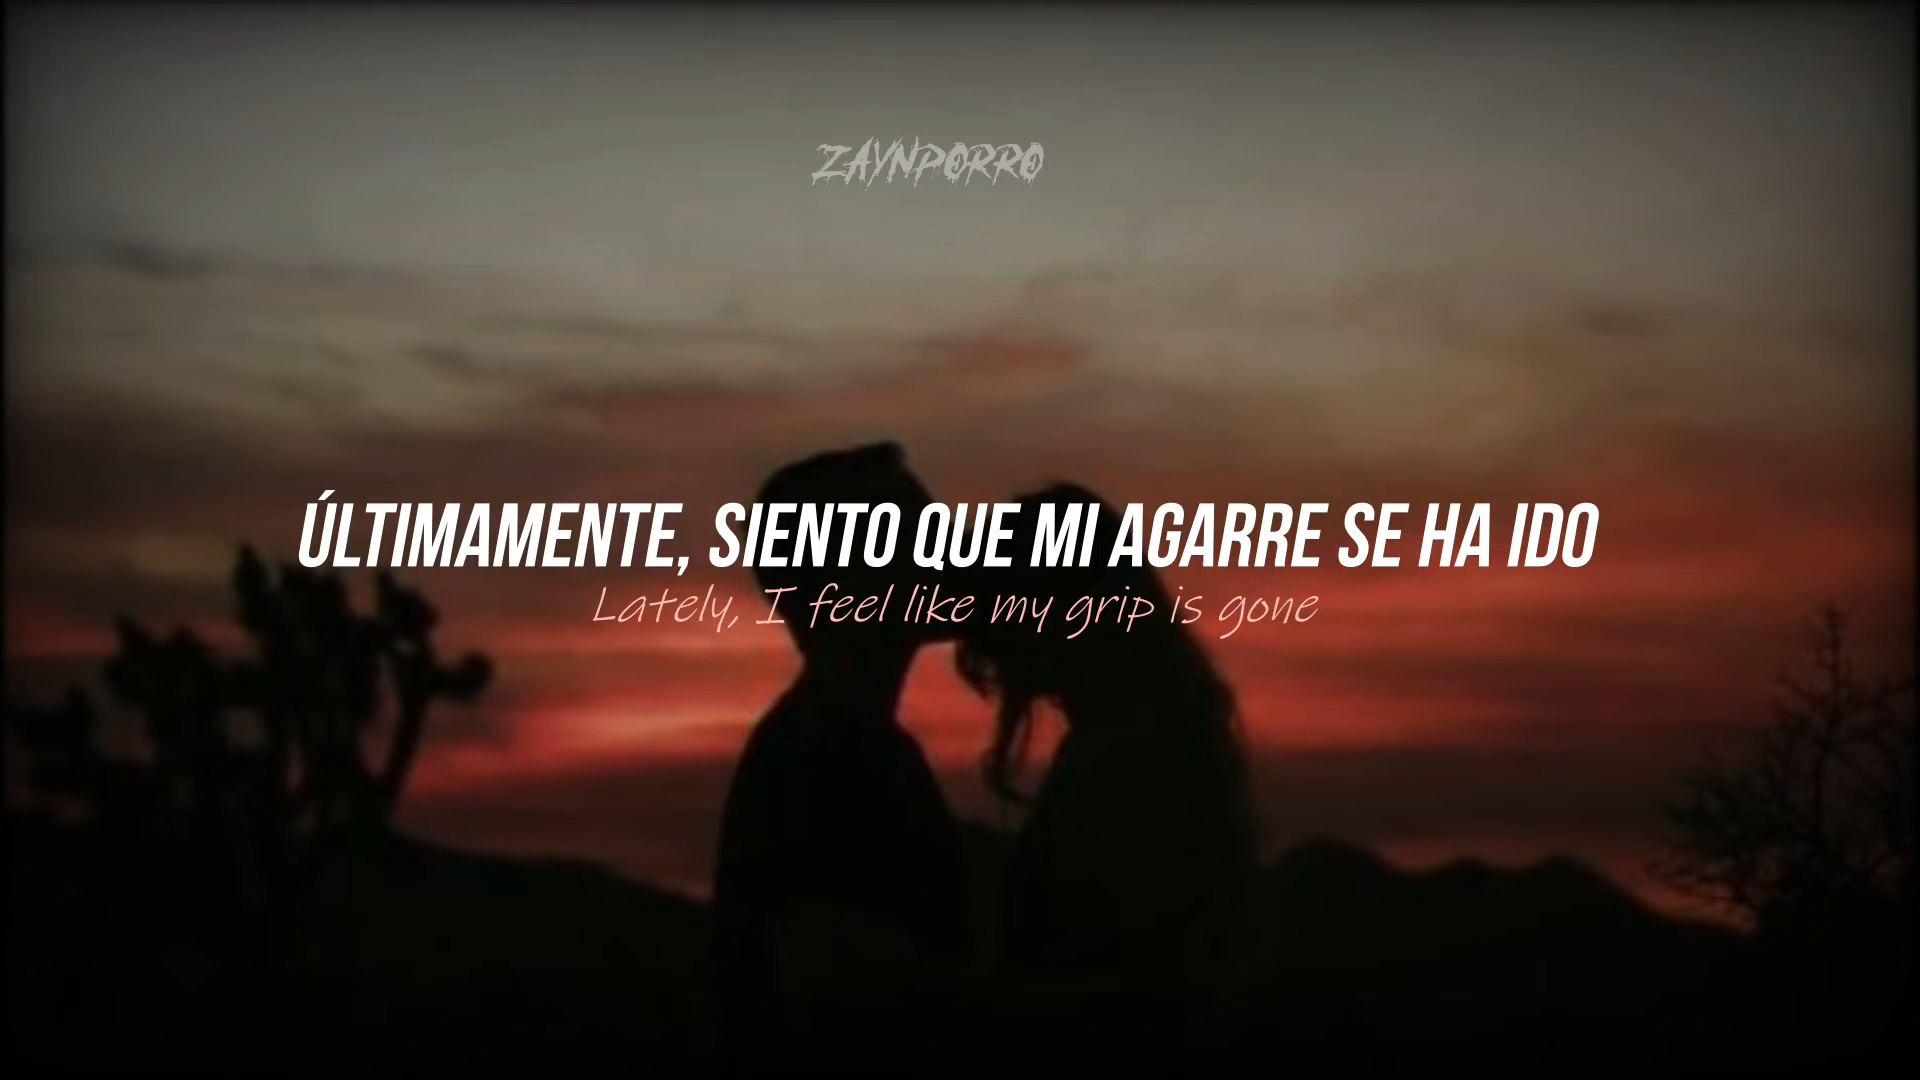 ZAYNPORRO
ÚLTIMAMENTE, SIENTO QUE MI AGARRE SE HA IDO
Lately, I feel like my grip is gone